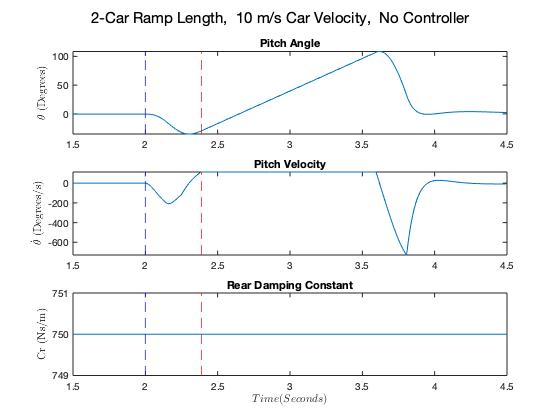 2-Car Ramp Length, 10 m/s Car Velocity, No Controller
Pitch Angle
100
50
0
θ (Degrees)
1.5 2 2.5 3 3.5 4 4.5
Pitch Velocity
0
-200
-400
-600
θ̇ (Degrees/s)
1.5 2 2.5 3 3.5 4 4.5
Rear Damping Constant
751
750
749
Cr (Ns/m)
1.5 2 2.5 3 3.5 4 4.5
Time(Seconds)